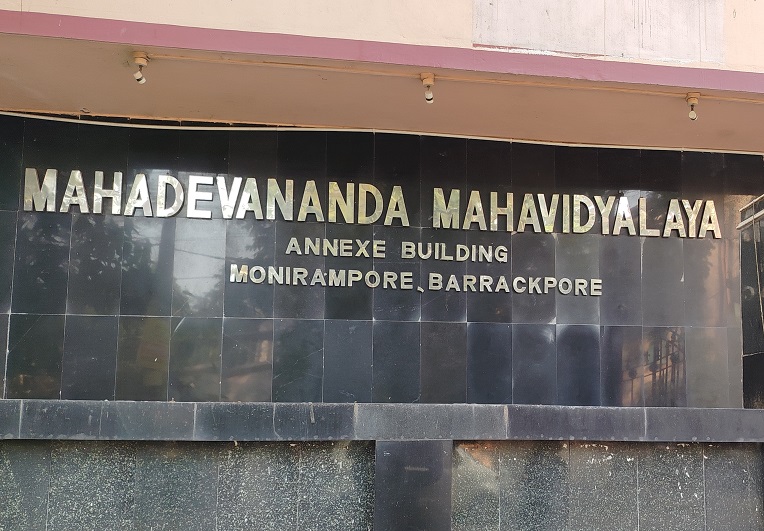 MAHADEVANANDA MAHAVIDYALAYA
ANNEXE BUILDING
MONIRAMPORE, BARRACKPORE